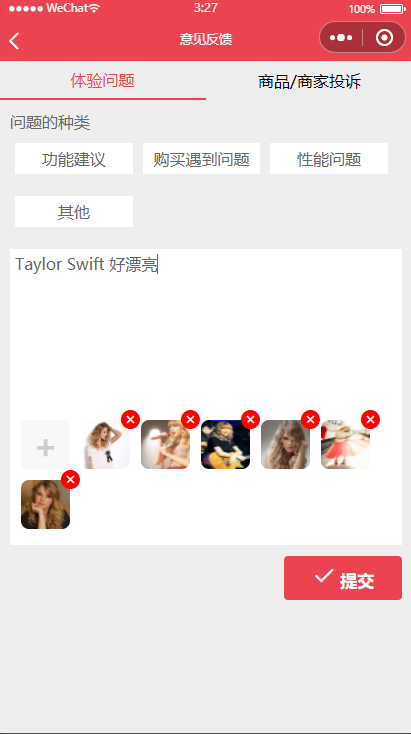 WeChat 3:27 100%
意见反馈
体验问题 商品/商家投诉
问题的种类
功能建议 购买遇到问题 性能问题
其他
Taylor Swift 好漂亮
提交